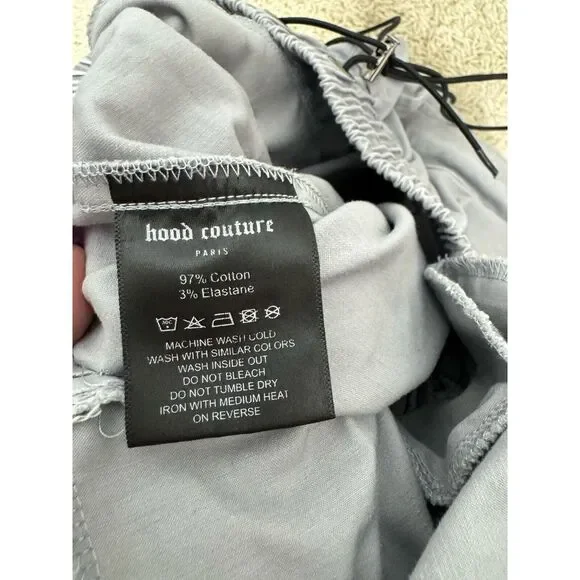 hood couture
PARIS
97% Cotton
3% Elastane
MACHINE WASH COLD
WASH WITH SIMILAR COLORS
WASH INSIDE OUT
DO NOT BLEACH
DO NOT TUMBLE DRY
IRON WITH MEDIUM HEAT
ON REVERSE